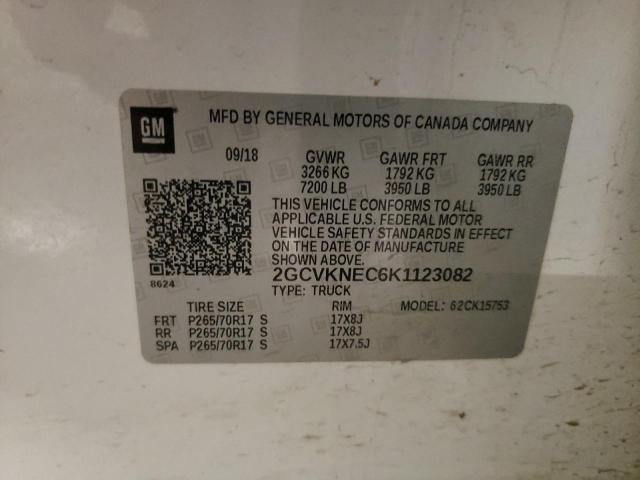 GM
MFD BY GENERAL MOTORS OF CANADA COMPANY
09/18 GVWR GAWR FRT GAWR RR
3266 KG 1792 KG 1792 KG
7200 LB 3950 LB 3950 LB
THIS VEHICLE CONFORMS TO ALL
APPLICABLE U.S. FEDERAL MOTOR
VEHICLE SAFETY STANDARDS IN EFFECT
ON THE DATE OF MANUFACTURE
SHOWN ABOVE.
2GCVKNEC6K1123082
8624
TYPE: TRUCK
TIRE SIZE RIM MODEL: 62CK15753
FRT P265/70R17 S 17X8J
RR P265/70R17 S 17X8J
SPA P265/70R17 S 17X7.5J